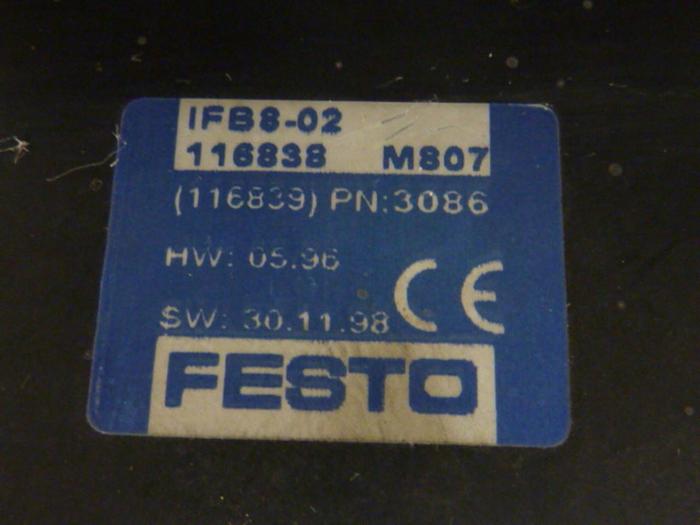 IFB8-02
116838 M807
(116839) PN:3086
HW: 05.96
SW: 30.11.98
CE
FESTO